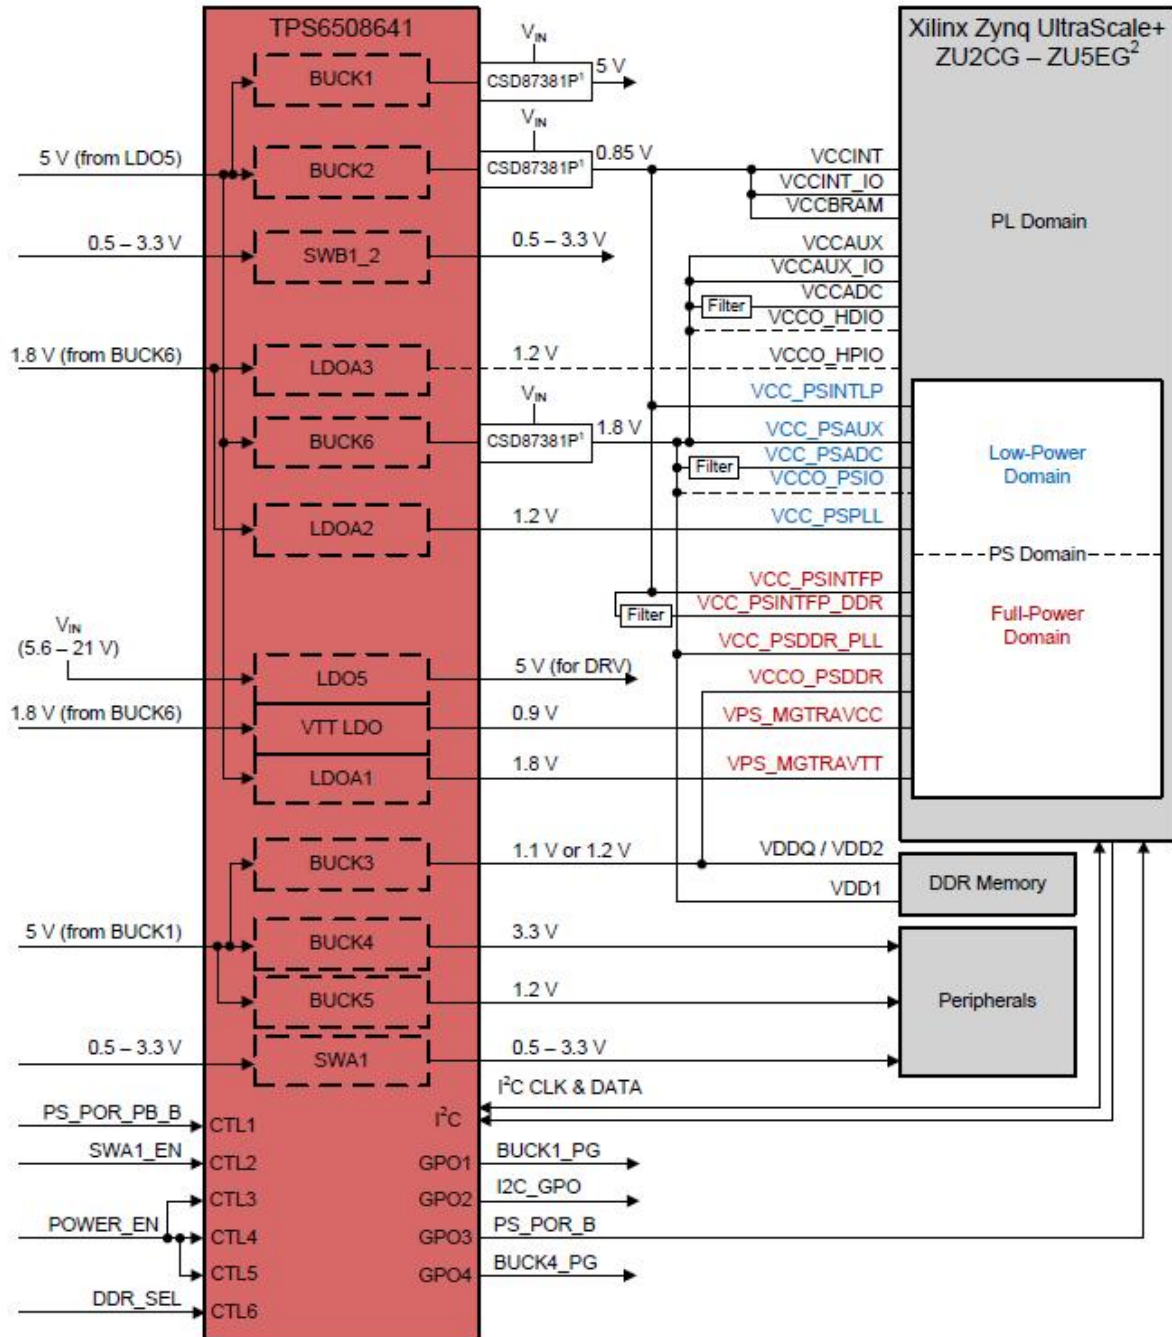 TPS6508641
Xilinx Zynq UltraScale+
ZU2CG – ZU5EG²
VIN
BUCK1
CSD87381P¹
5 V
VIN
5 V (from LDO5)
BUCK2
CSD87381P¹
0.85 V
VCCINT
VCCINT_IO
VCCBRAM
PL Domain
0.5 – 3.3 V
SWB1_2
0.5 – 3.3 V
VCCAUX
VCCAUX_IO
Filter
VCCADC
VCCO_HDIO
1.8 V (from BUCK6)
LDOA3
1.2 V
VCCO_HPIO
VIN
VCC_PSINTLP
BUCK6
CSD87381P¹
1.8 V
VCC_PSAUX
Filter
VCC_PSADC
VCCO_PSIO
Low-Power
Domain
LDOA2
1.2 V
VCC_PSPLL
PS Domain
VCC_PSINTFP
Filter
VCC_PSINTFP_DDR
Full-Power
Domain
VIN
(5.6 – 21 V)
VCC_PSDDR_PLL
LDO5
5 V (for DRV)
VCCO_PSDDR
1.8 V (from BUCK6)
VTT LDO
0.9 V
VPS_MGTRAVCC
LDOA1
1.8 V
VPS_MGTRAVTT
BUCK3
1.1 V or 1.2 V
VDDQ / VDD2
VDD1
DDR Memory
5 V (from BUCK1)
BUCK4
3.3 V
BUCK5
1.2 V
Peripherals
0.5 – 3.3 V
SWA1
0.5 – 3.3 V
I²C CLK & DATA
PS_POR_PB_B
CTL1
I²C
SWA1_EN
CTL2
GPO1
BUCK1_PG
CTL3
GPO2
I2C_GPO
POWER_EN
CTL4
GPO3
PS_POR_B
CTL5
GPO4
BUCK4_PG
DDR_SEL
CTL6